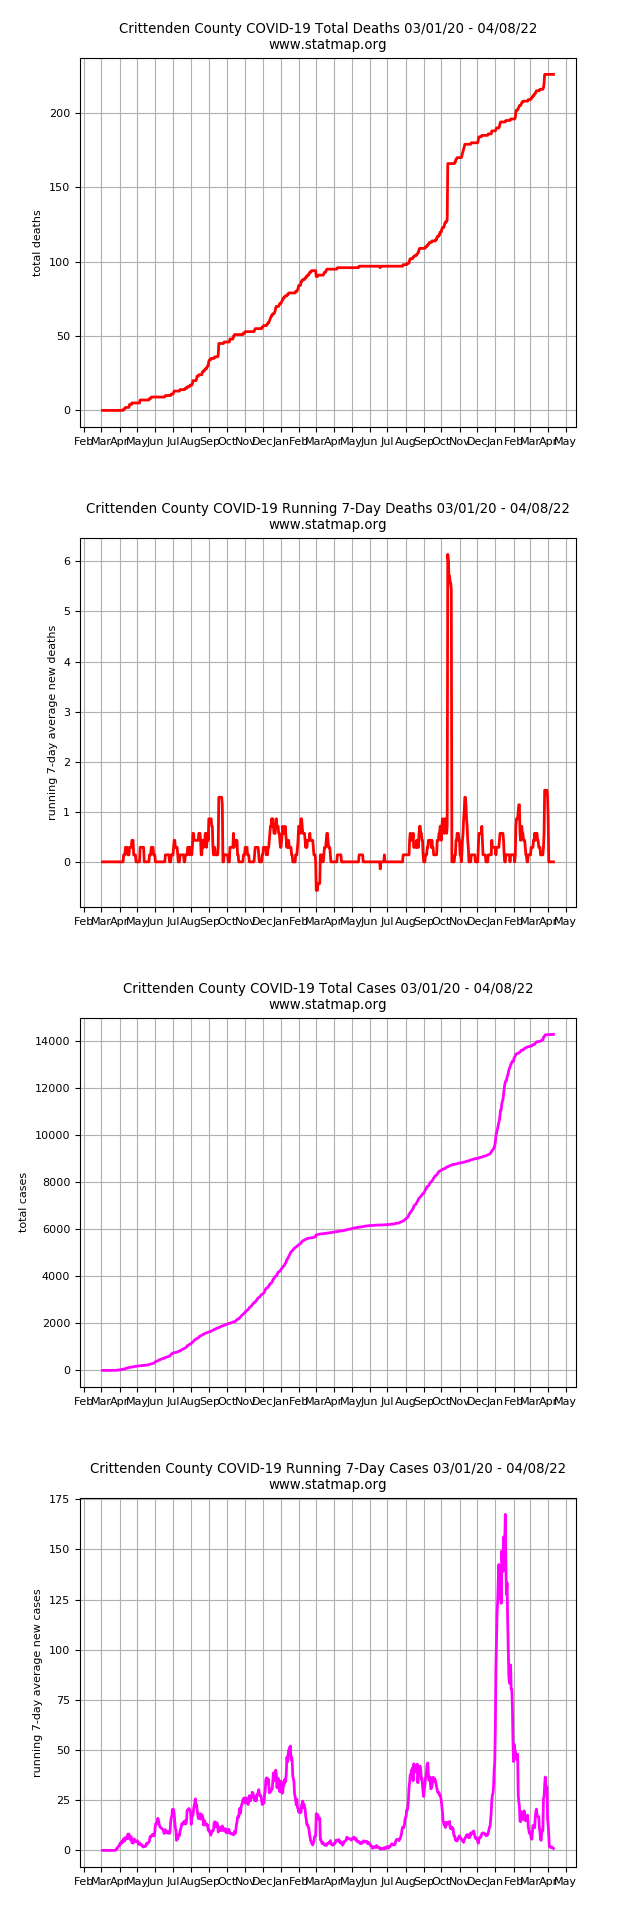 Crittenden County COVID-19 Total Deaths 03/01/20 - 04/08/22
www.statmap.org
200
150
100
50
0
total deaths
Feb Mar Apr May Jun Jul Aug Sep Oct Nov Dec Jan Feb Mar Apr May Jun Jul Aug Sep Oct Nov Dec Jan Feb Mar Apr May
Crittenden County COVID-19 Running 7-Day Deaths 03/01/20 - 04/08/22
www.statmap.org
6
5
4
3
2
1
0
running 7-day average new deaths
Feb Mar Apr May Jun Jul Aug Sep Oct Nov Dec Jan Feb Mar Apr May Jun Jul Aug Sep Oct Nov Dec Jan Feb Mar Apr May
Crittenden County COVID-19 Total Cases 03/01/20 - 04/08/22
www.statmap.org
14000
12000
10000
8000
6000
4000
2000
0
total cases
Feb Mar Apr May Jun Jul Aug Sep Oct Nov Dec Jan Feb Mar Apr May Jun Jul Aug Sep Oct Nov Dec Jan Feb Mar Apr May
Crittenden County COVID-19 Running 7-Day Cases 03/01/20 - 04/08/22
www.statmap.org
175
150
125
100
75
50
25
0
running 7-day average new cases
Feb Mar Apr May Jun Jul Aug Sep Oct Nov Dec Jan Feb Mar Apr May Jun Jul Aug Sep Oct Nov Dec Jan Feb Mar Apr May